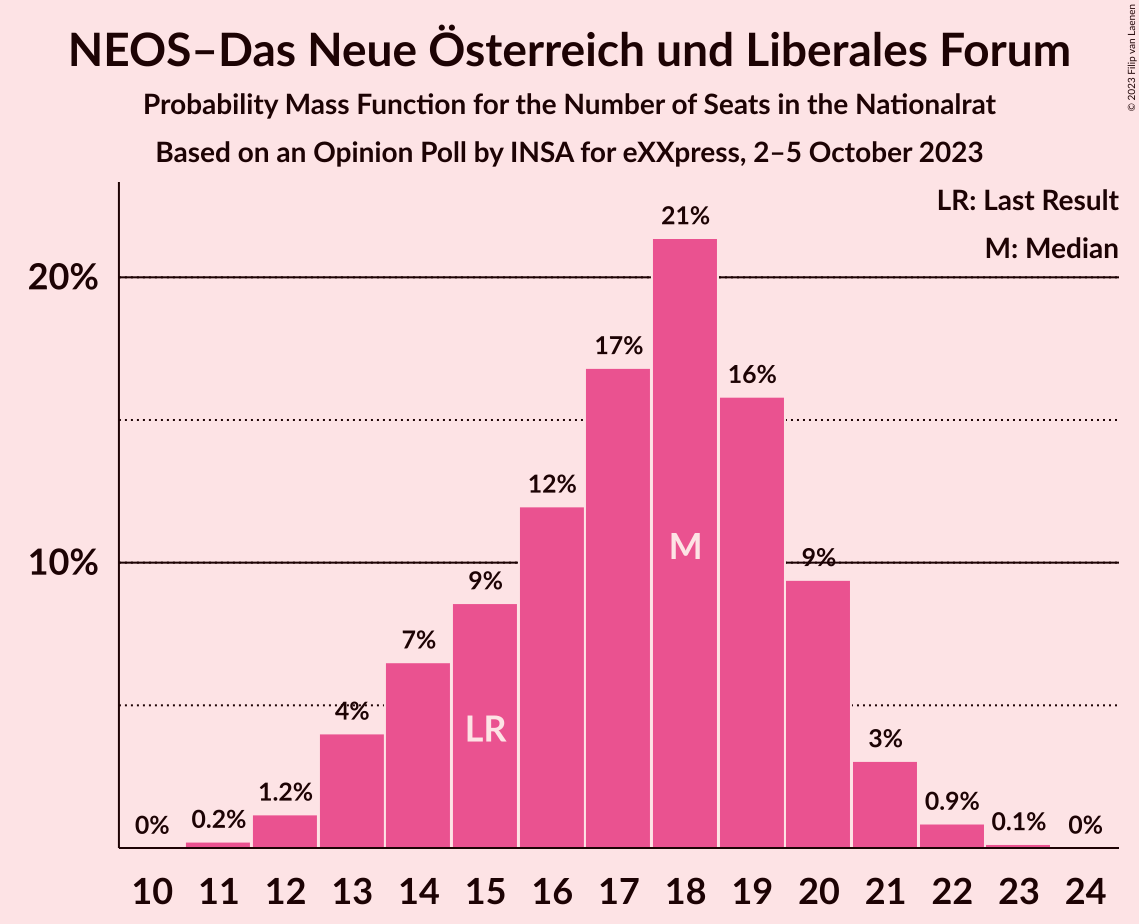 NEOS–Das Neue Österreich und Liberales Forum
Probability Mass Function for the Number of Seats in the Nationalrat
Based on an Opinion Poll by INSA for eXXpress, 2–5 October 2023
© 2023 Filip van Laenen
LR: Last Result
M: Median
20%
10%
0%
0.2%
1.2%
4%
7%
9%
12%
17%
21%
16%
9%
3%
0.9%
0.1%
0%
LR
M
10 11 12 13 14 15 16 17 18 19 20 21 22 23 24